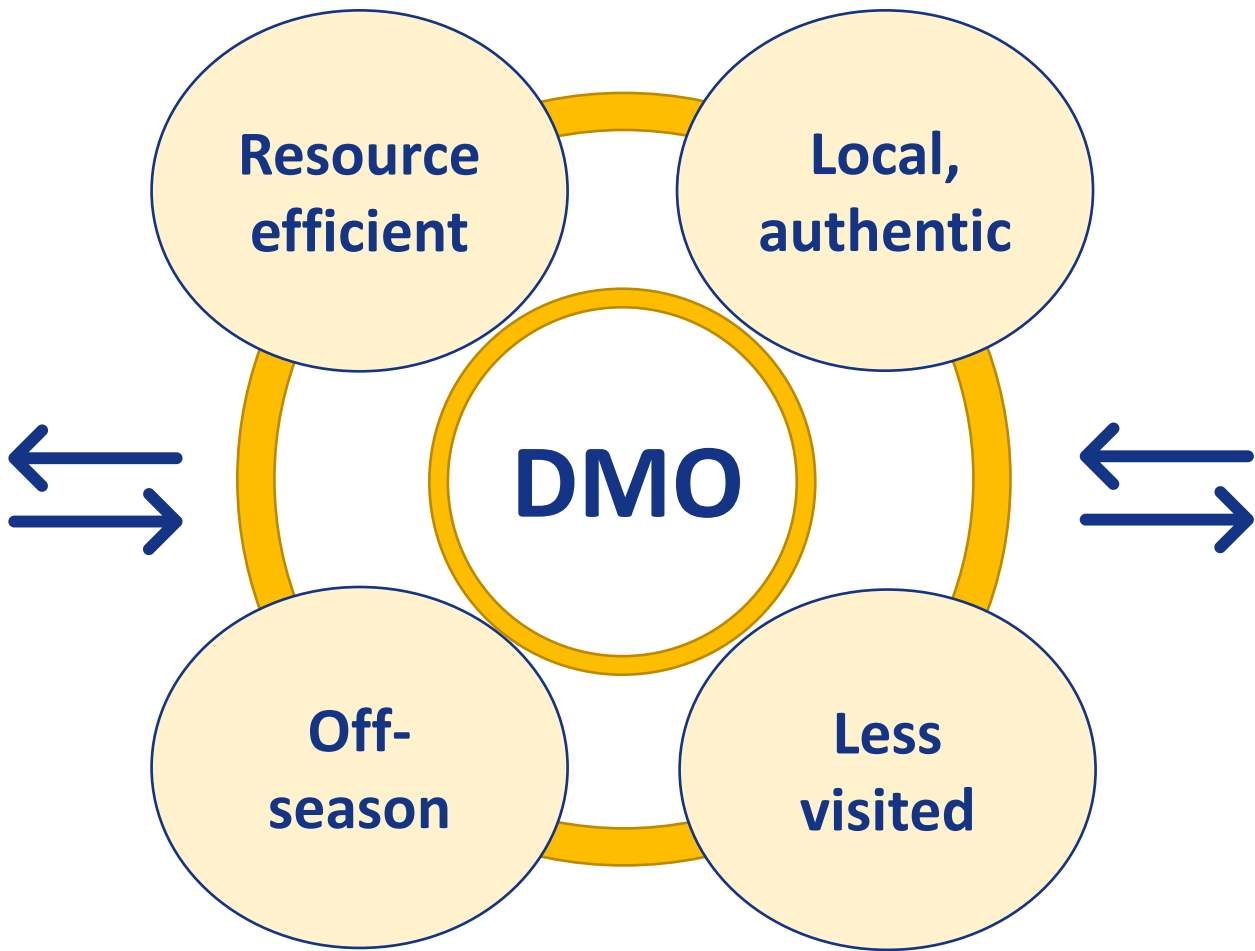 Resource
efficient
Local,
authentic
DMO
Off-
season
Less
visited